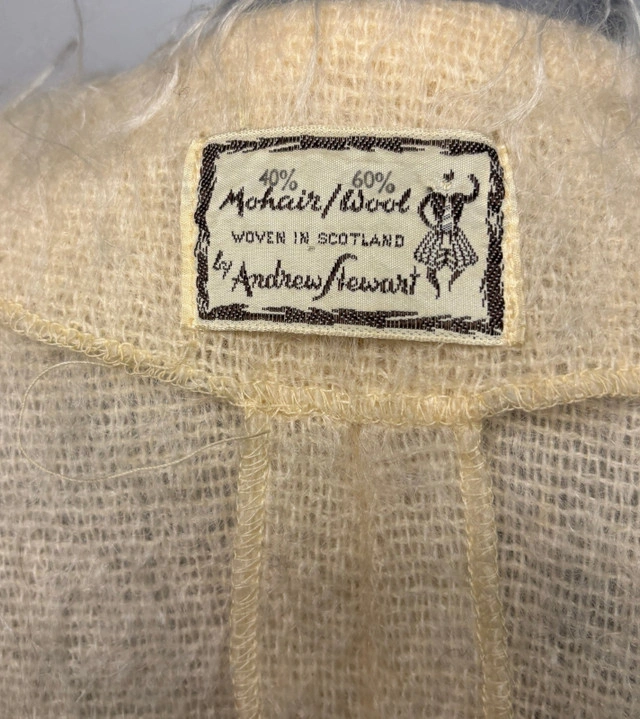 40% 60%
Mohair/Wool
WOVEN IN SCOTLAND
by Andrew Stewart